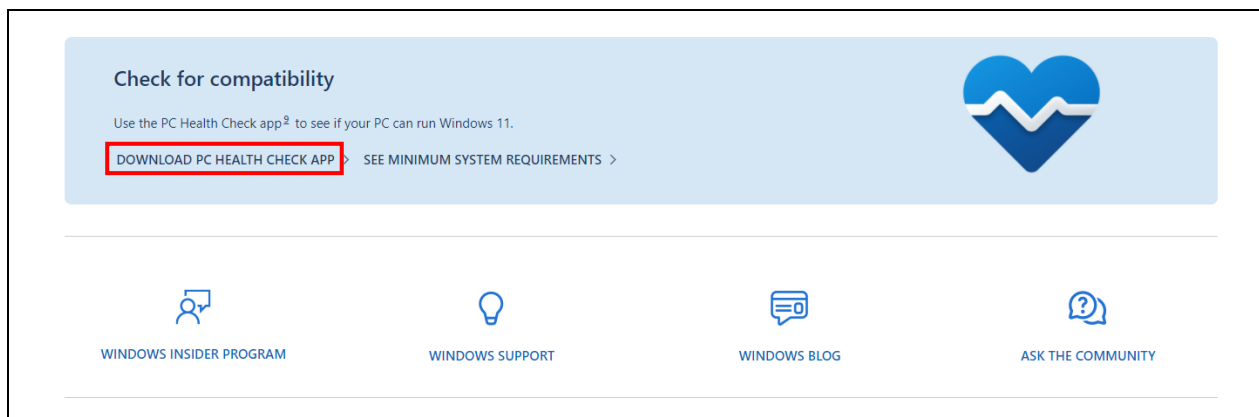 Check for compatibility
Use the PC Health Check app⁹ to see if your PC can run Windows 11.
DOWNLOAD PC HEALTH CHECK APP > SEE MINIMUM SYSTEM REQUIREMENTS >
WINDOWS INSIDER PROGRAM
WINDOWS SUPPORT
WINDOWS BLOG
ASK THE COMMUNITY